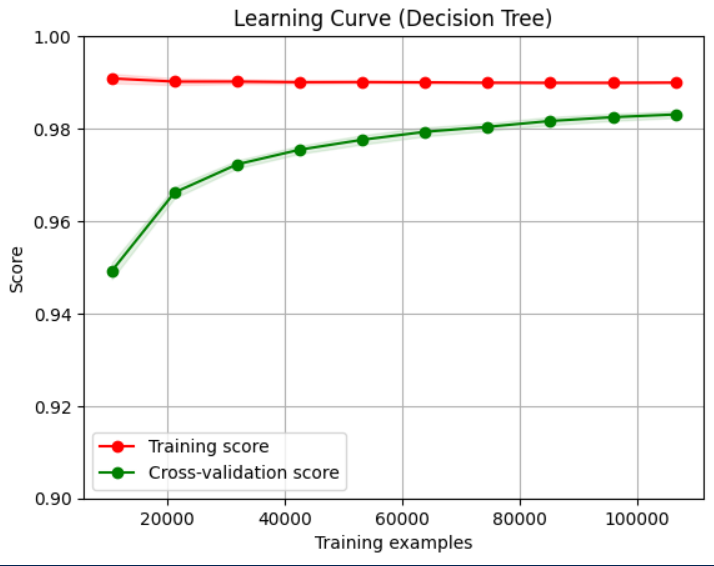 Learning Curve (Decision Tree)
1.00
0.98
0.96
0.94
0.92
0.90
Score
Training score
Cross-validation score
20000 40000 60000 80000 100000
Training examples